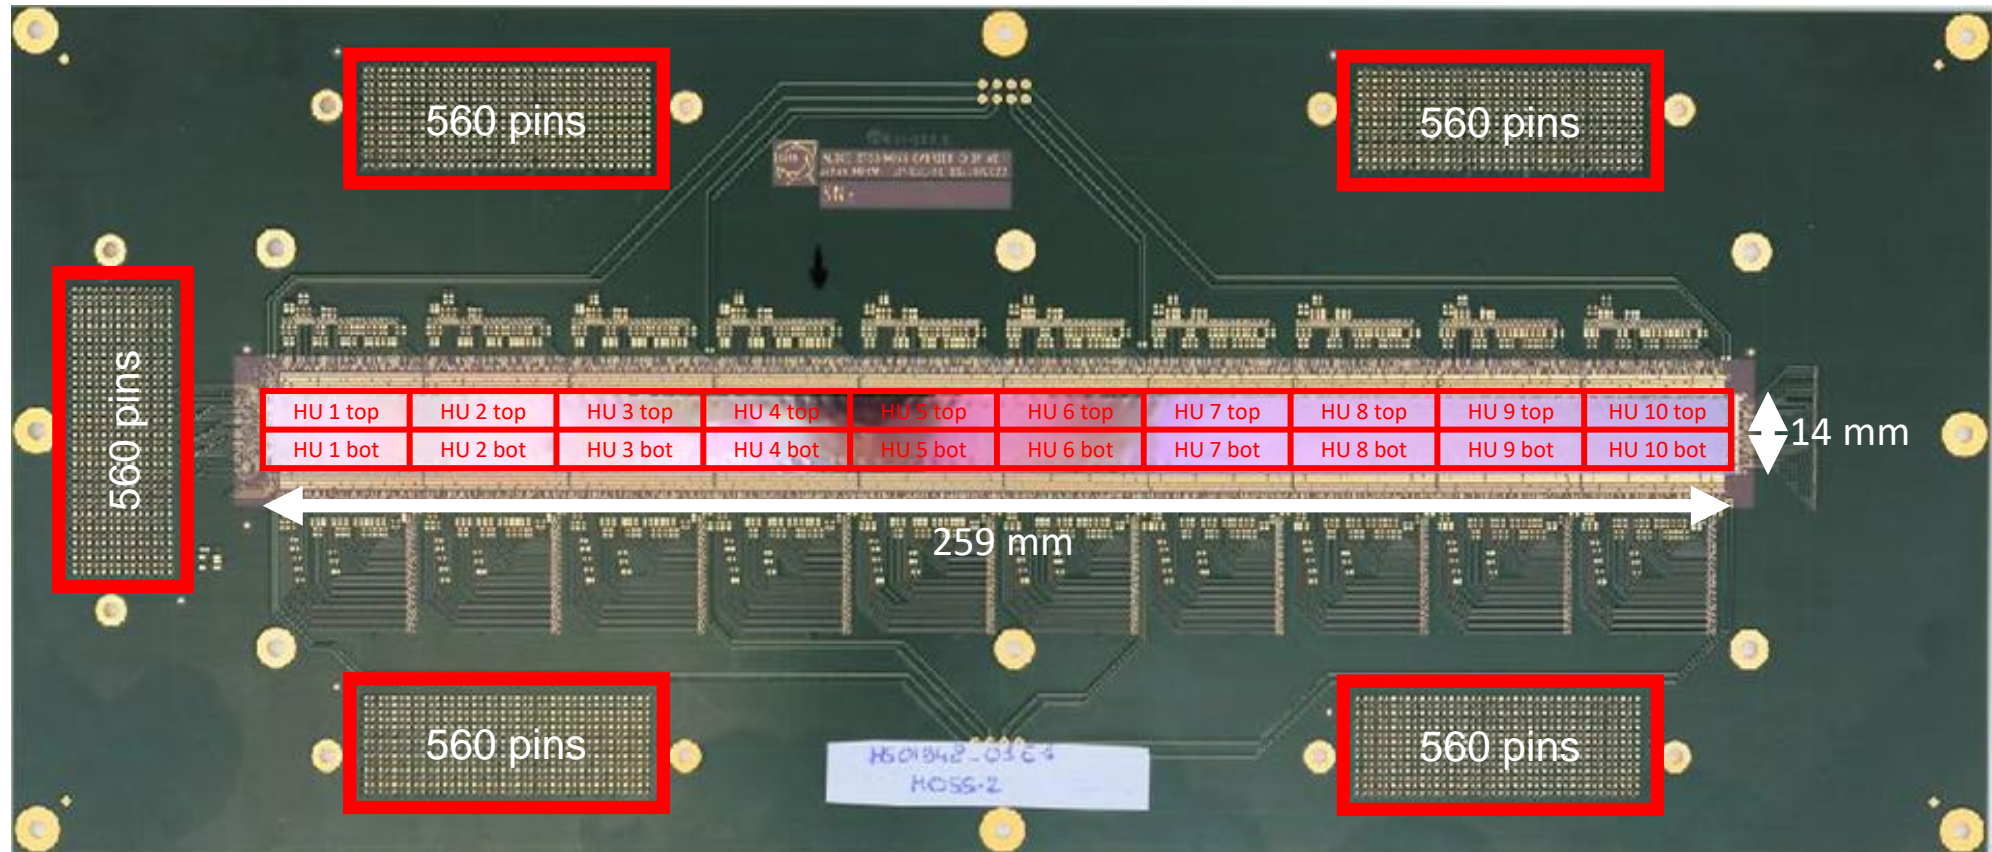 560 pins
560 pins
560 pins
HU 1 top
HU 2 top
HU 3 top
HU 4 top
HU 5 top
HU 6 top
HU 7 top
HU 8 top
HU 9 top
HU 10 top
HU 1 bot
HU 2 bot
HU 3 bot
HU 4 bot
HU 5 bot
HU 6 bot
HU 7 bot
HU 8 bot
HU 9 bot
HU 10 bot
14 mm
259 mm
560 pins
560 pins
MOSS-2